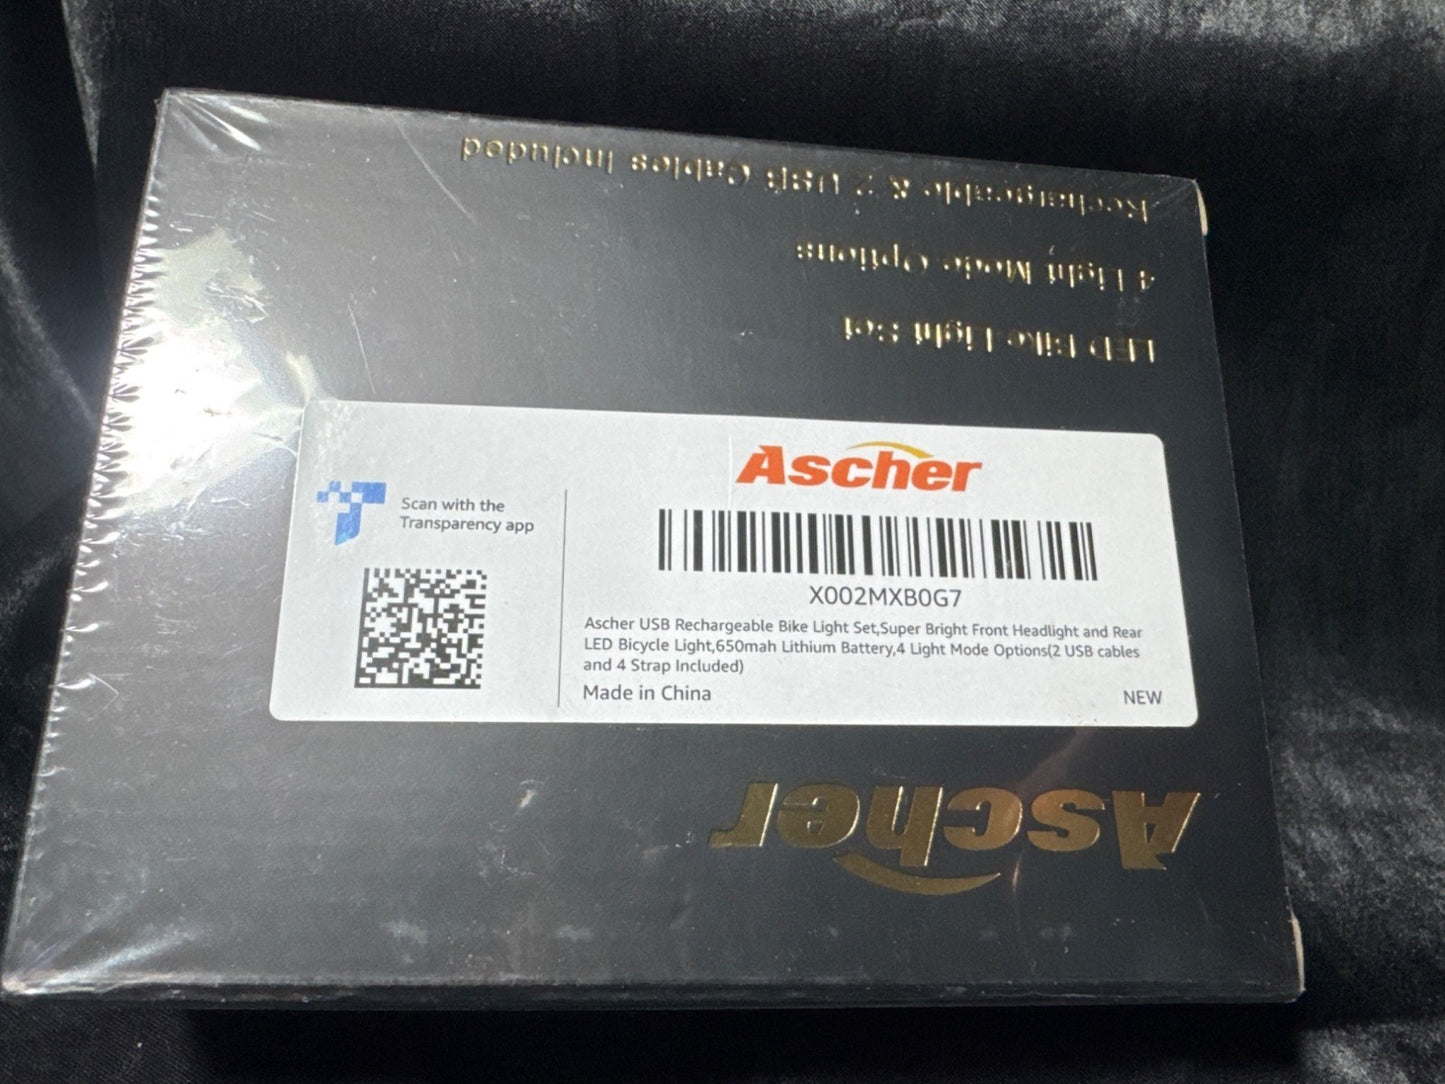 Rechargeable & 2 USB Cables Included
4 Light Mode Options
LED Bike Light Set
Scan with the
Transparency app
Ascher
X002MXB0G7
Ascher USB Rechargeable Bike Light Set,Super Bright Front Headlight and Rear
LED Bicycle Light,650mah Lithium Battery,4 Light Mode Options(2 USB cables
and 4 Strap Included)
Made in China
NEW
Ascher